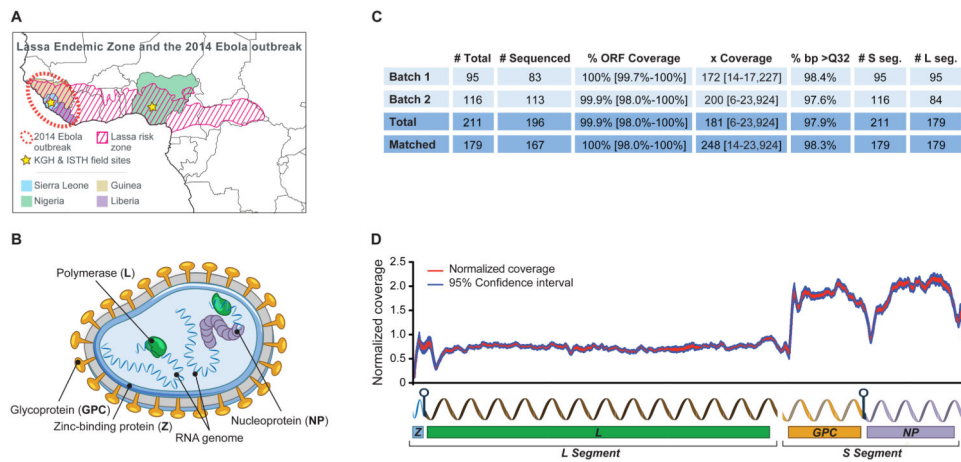 A
Lassa Endemic Zone and the 2014 Ebola outbreak
2014 Ebola outbreak
Lassa risk zone
KGH & ISTH field sites
Sierra Leone
Guinea
Nigeria
Liberia
B
Polymerase (L)
Glycoprotein (GPC)
Zinc-binding protein (Z)
RNA genome
Nucleoprotein (NP)
C
# Total # Sequenced % ORF Coverage x Coverage % bp >Q32 # S seg. # L seg.
Batch 1 95 83 100% [99.7%-100%] 172 [14-17,227] 98.4% 95 95
Batch 2 116 113 99.9% [98.0%-100%] 200 [6-23,924] 97.6% 116 84
Total 211 196 99.9% [98.0%-100%] 181 [6-23,924] 97.9% 211 179
Matched 179 167 100% [98.0%-100%] 248 [14-23,924] 98.3% 179 179
D
Normalized coverage
95% Confidence interval
Normalized coverage
2.5
2.0
1.5
1.0
0.5
0
Z L GPC NP
L Segment S Segment